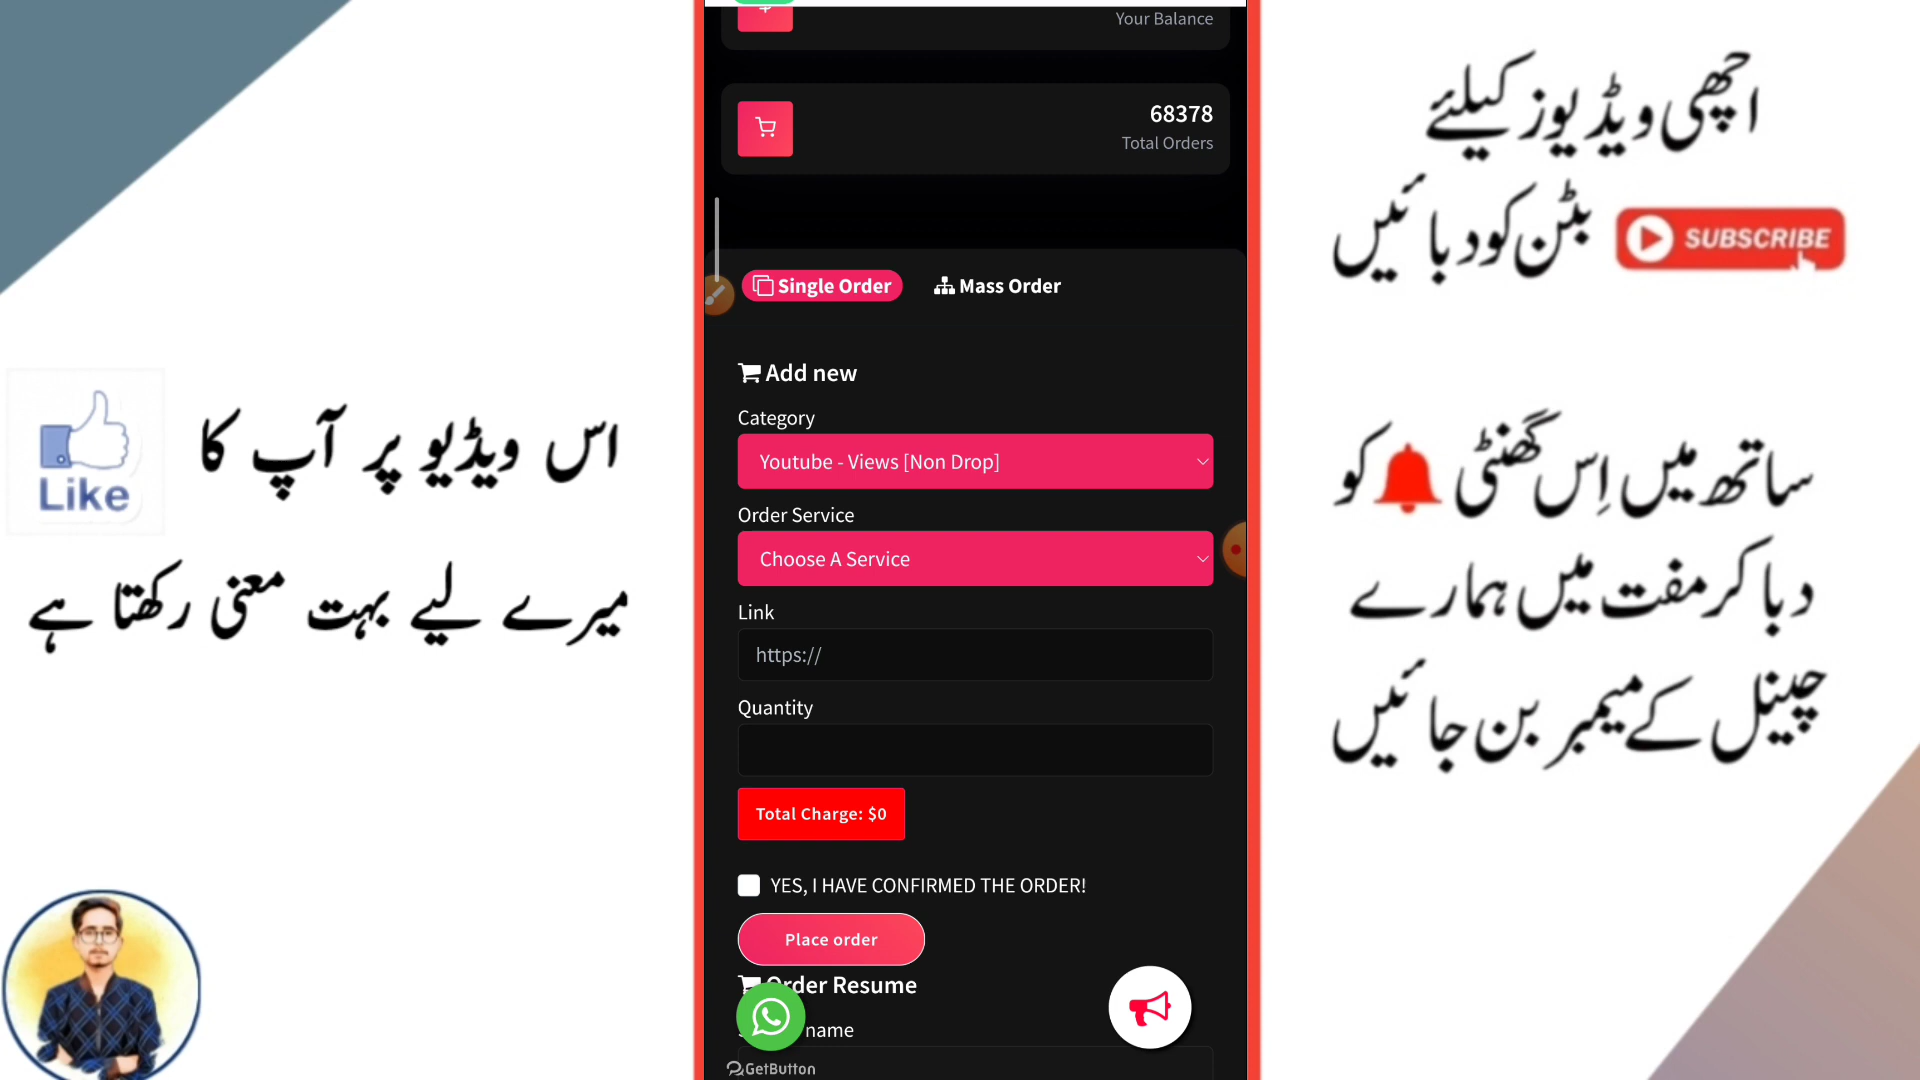 Like
اس ویڈیو پر آپ کا
میرے لیے بہت معنی رکھتا ہے
Your Balance
68378
Total Orders
Single Order
Mass Order
Add new
Category
Youtube - Views [Non Drop]
Order Service
Choose A Service
Link
https://
Quantity
Total Charge: $0
YES, I HAVE CONFIRMED THE ORDER!
Place order
Order Resume
name
GetButton
اچھی ویڈیوز کیلئے
بٹن کو دبائیں
SUBSCRIBE
ساتھ میں اِس گھنٹی کو
دبا کر مفت میں ہمارے
چینل کے میمبر بن جائیں